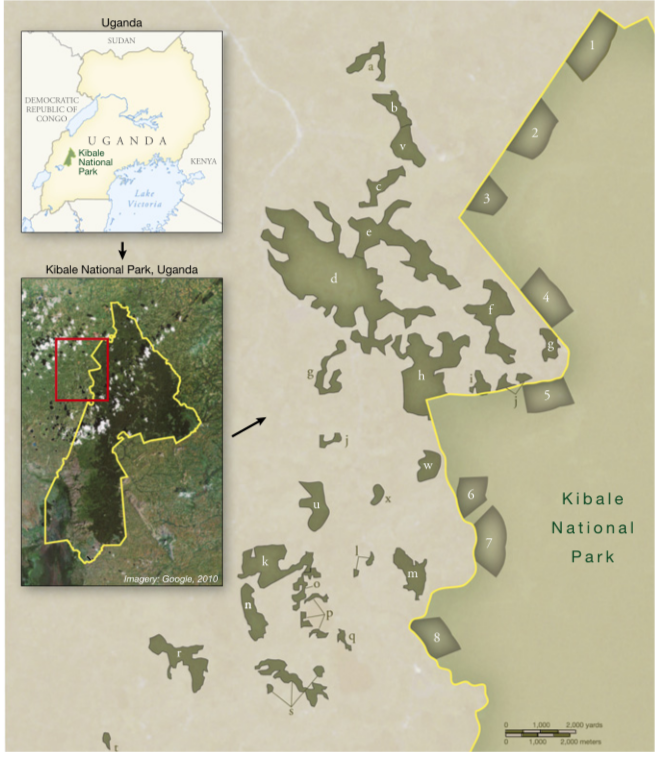 Uganda
SUDAN
DEMOCRATIC
REPUBLIC OF
CONGO
UGANDA
Kibale
National
Park
KENYA
Lake
Victoria
Kibale National Park, Uganda
Imagery: Google, 2010
1
a
b
2
v
c
3
e
d
4
f
g
g
h
i
j
5
j
w
u
x
6
Kibale
National
Park
7
k
l
m
o
n
p
q
8
r
s
t
0 1,000 2,000 yards
0 1,000 2,000 meters